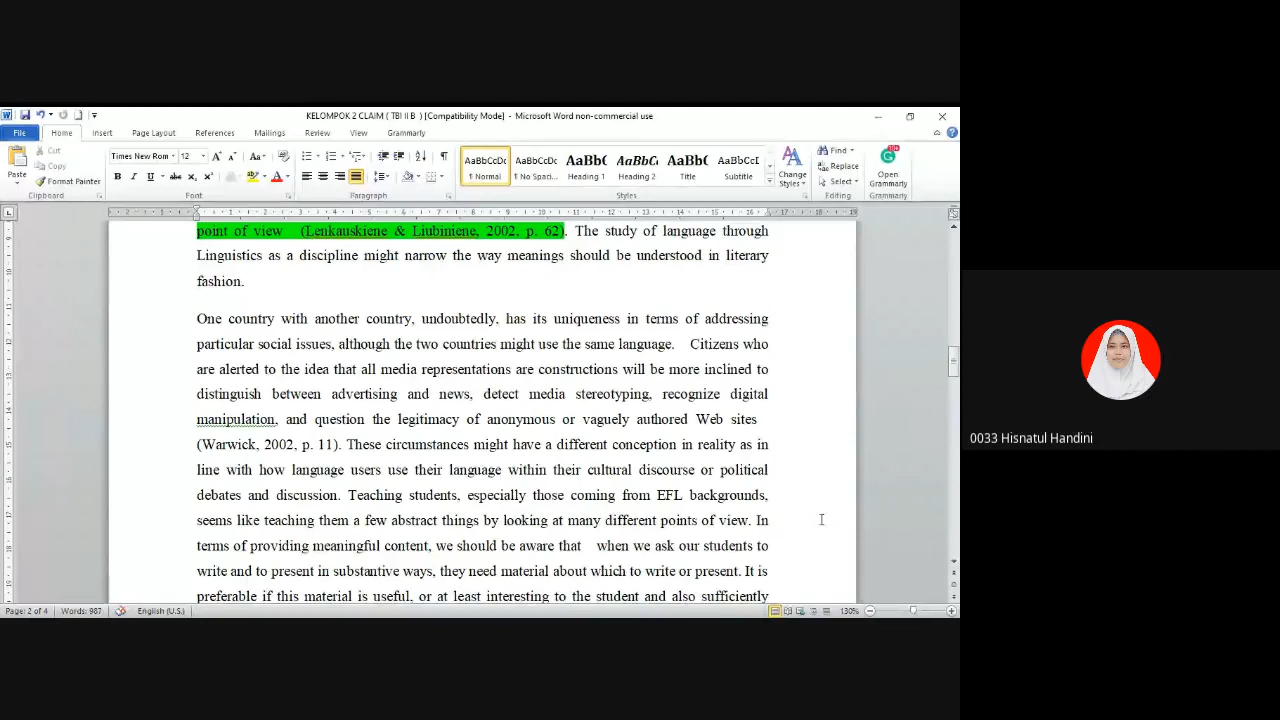 KELOMPOK 2 CLAIM ( TBI II B ) [Compatibility Mode] - Microsoft Word non-commercial use
File Home Insert Page Layout References Mailings Review View Grammarly
Cut
Copy
Format Painter
Paste
Clipboard
Times New Rom 12
B I U abc x₂ x²
Font
Paragraph
AaBbCcDc AaBbCcDc AaBbC AaBbCc AaBbC AaBbCcI
¶ Normal ¶ No Spaci... Heading 1 Heading 2 Title Subtitle
Styles
Change Styles
Find
Replace
Select
Editing
Open Grammarly
Grammarly
point of view (Lenkauskiene & Liubiniene, 2002, p. 62). The study of language through
Linguistics as a discipline might narrow the way meanings should be understood in literary
fashion.
One country with another country, undoubtedly, has its uniqueness in terms of addressing
particular social issues, although the two countries might use the same language. Citizens who
are alerted to the idea that all media representations are constructions will be more inclined to
distinguish between advertising and news, detect media stereotyping, recognize digital
manipulation, and question the legitimacy of anonymous or vaguely authored Web sites
(Warwick, 2002, p. 11). These circumstances might have a different conception in reality as in
line with how language users use their language within their cultural discourse or political
debates and discussion. Teaching students, especially those coming from EFL backgrounds,
seems like teaching them a few abstract things by looking at many different points of view. In
terms of providing meaningful content, we should be aware that when we ask our students to
write and to present in substantive ways, they need material about which to write or present. It is
preferable if this material is useful, or at least interesting to the student and also sufficiently
Page: 2 of 4 Words: 987 English (U.S.) 130%
0033 Hisnatul Handini